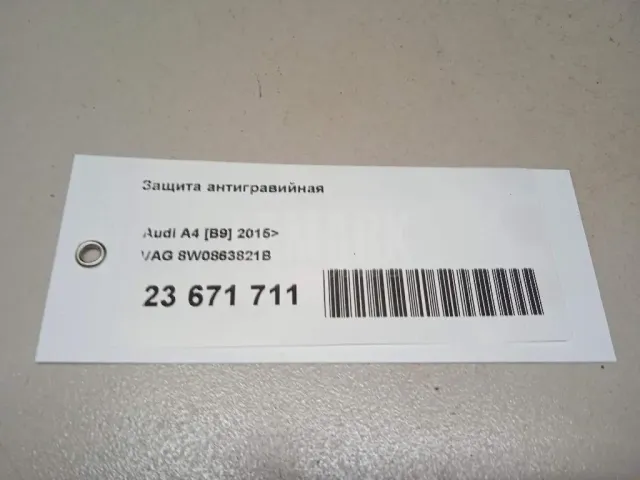 Защита антигравийная
Audi A4 [B9] 2015>
VAG 8W0863821B
23 671 711